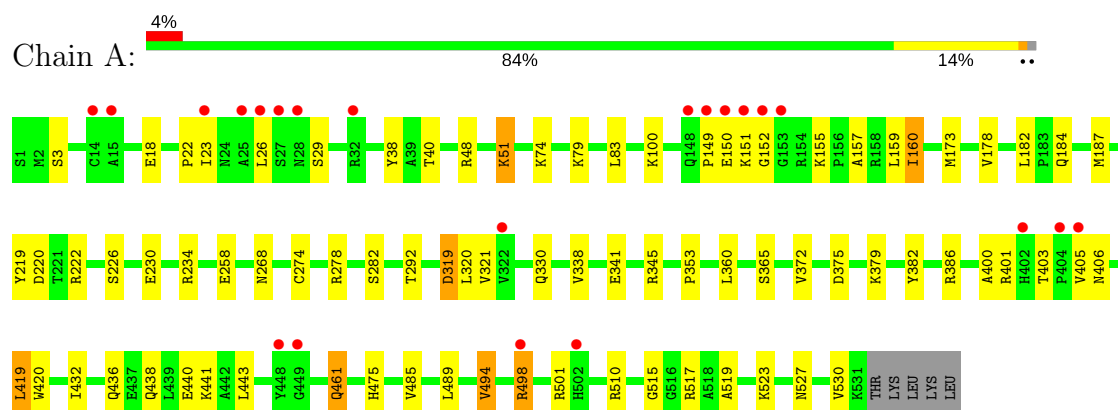 4%
Chain A:
84% 14% ••
S1 M2 S3 C14 A15 E18 P22 I23 N24 A25 L26 S27 N28 S29 R32 Y38 A39 T40 R48 K51 K74 K79 L83 K100 Q148 P149 E150 K151 G152 G153 R154 K155 P156 A157 R158 L159 I160 M173 V178 L182 P183 Q184 M187
Y219 D220 T221 R222 S226 E230 R234 E258 N268 C274 R278 S282 T292 D319 L320 V321 V322 Q330 V338 E341 R345 P353 L360 S365 V372 D375 K379 Y382 R386 A400 R401 H402 T403 P404 V405 N406
L419 W420 I432 Q436 E437 Q438 L439 E440 K441 A442 L443 Y448 G449 Q461 H475 V485 L489 V494 R498 R501 H502 R510 G515 G516 R517 A518 A519 K523 N527 V530 K531 THR LYS LEU LYS LEU